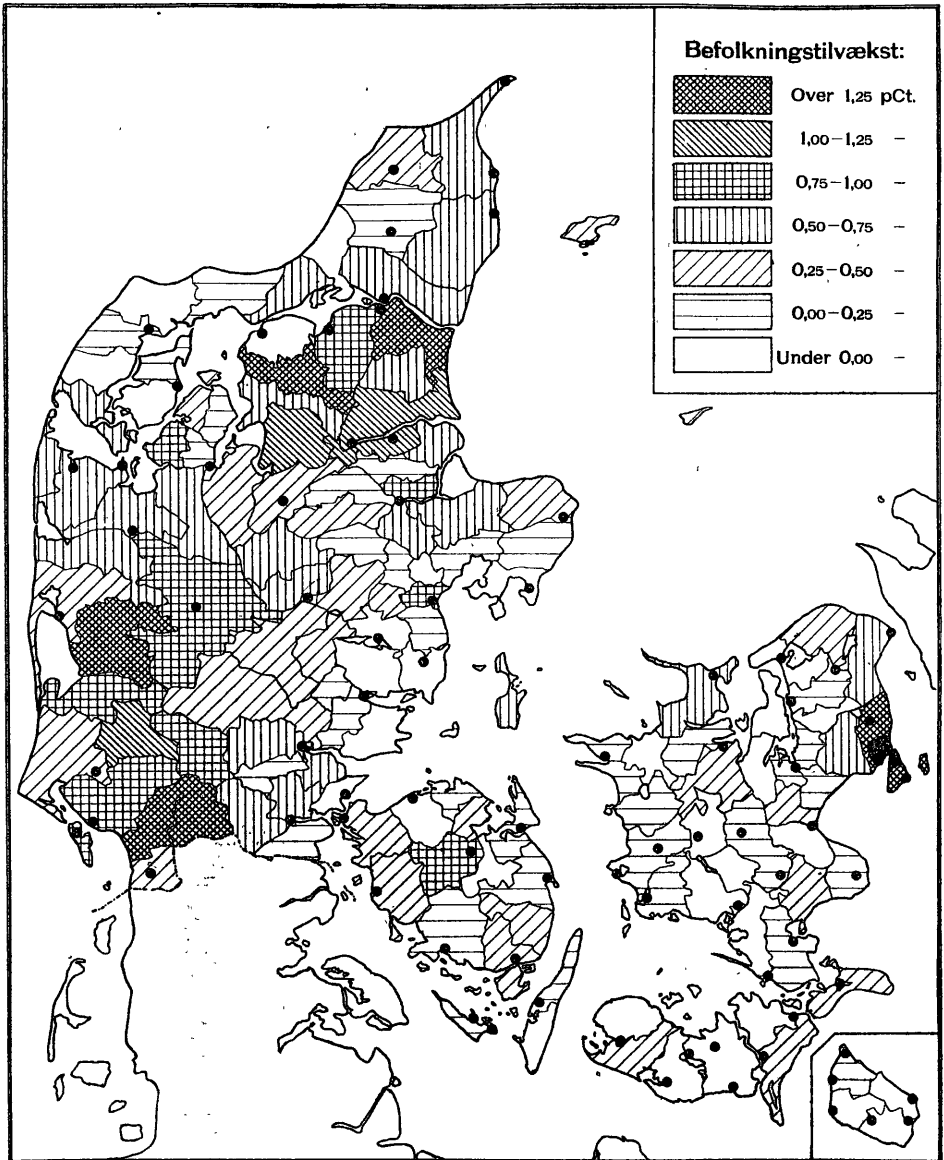 Befolkningstilvækst:
Over 1,25 pCt.
1,00–1,25 –
0,75–1,00 –
0,50–0,75 –
0,25–0,50 –
0,00–0,25 –
Under 0,00 –